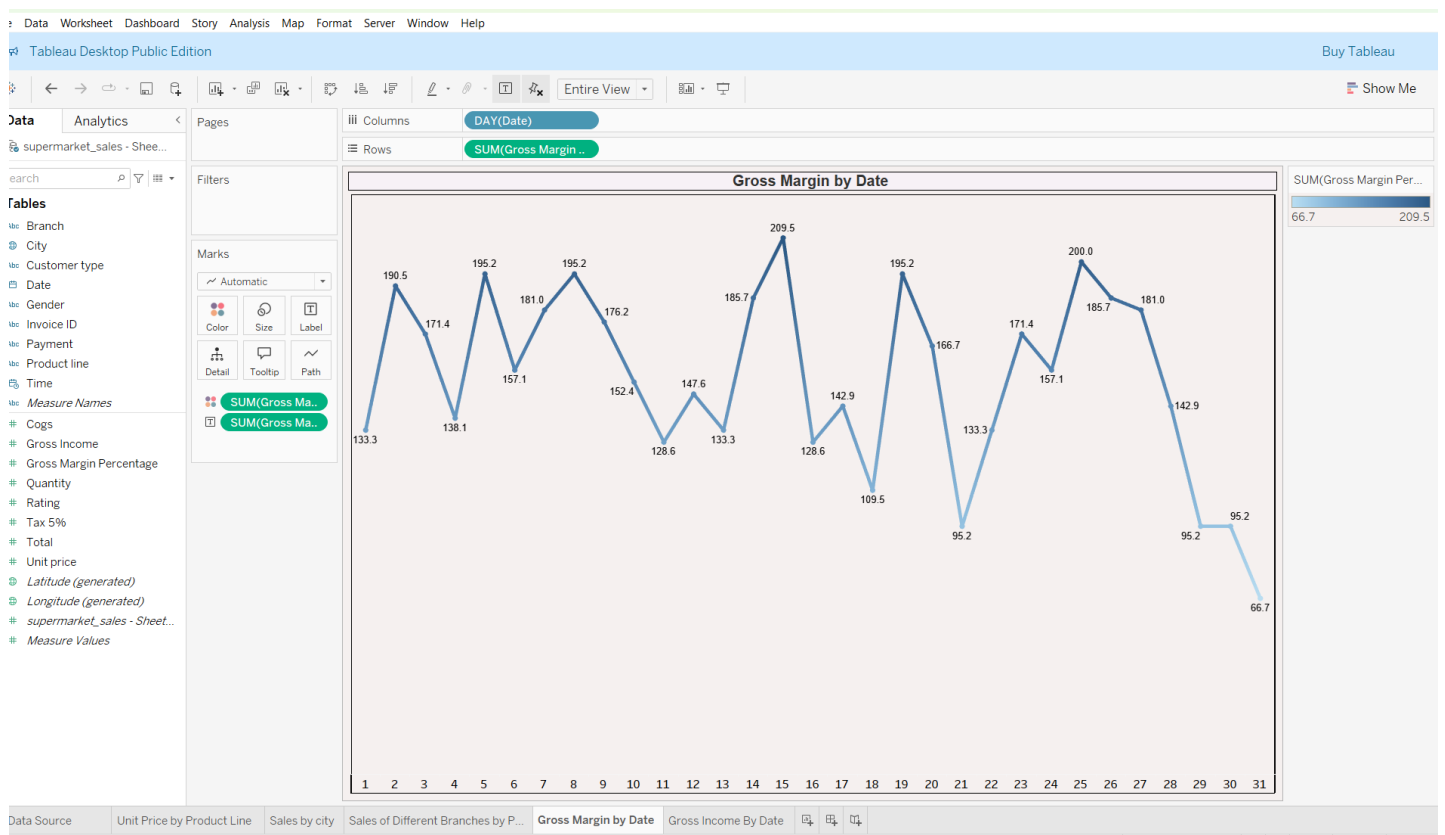 Data Worksheet Dashboard Story Analysis Map Format Server Window Help
Tableau Desktop Public Edition
Buy Tableau
Entire View
Show Me
Data
Analytics
supermarket_sales - Shee...
earch
Tables
Abc Branch
City
Abc Customer type
Date
Abc Gender
Abc Invoice ID
Abc Payment
Abc Product line
Time
Abc Measure Names
# Cogs
# Gross Income
# Gross Margin Percentage
# Quantity
# Rating
# Tax 5%
# Total
# Unit price
Latitude (generated)
Longitude (generated)
# supermarket_sales - Sheet...
# Measure Values
Pages
Filters
Marks
Automatic
Color
Size
Label
Detail
Tooltip
Path
SUM(Gross Ma..
SUM(Gross Ma..
Columns
DAY(Date)
Rows
SUM(Gross Margin ..
Gross Margin by Date
133.3
190.5
171.4
138.1
195.2
157.1
181.0
195.2
176.2
152.4
128.6
147.6
133.3
185.7
209.5
128.6
142.9
109.5
195.2
166.7
95.2
133.3
171.4
157.1
200.0
185.7
181.0
142.9
95.2
95.2
66.7
1 2 3 4 5 6 7 8 9 10 11 12 13 14 15 16 17 18 19 20 21 22 23 24 25 26 27 28 29 30 31
SUM(Gross Margin Per...
66.7 209.5
Data Source
Unit Price by Product Line
Sales by city
Sales of Different Branches by P...
Gross Margin by Date
Gross Income By Date